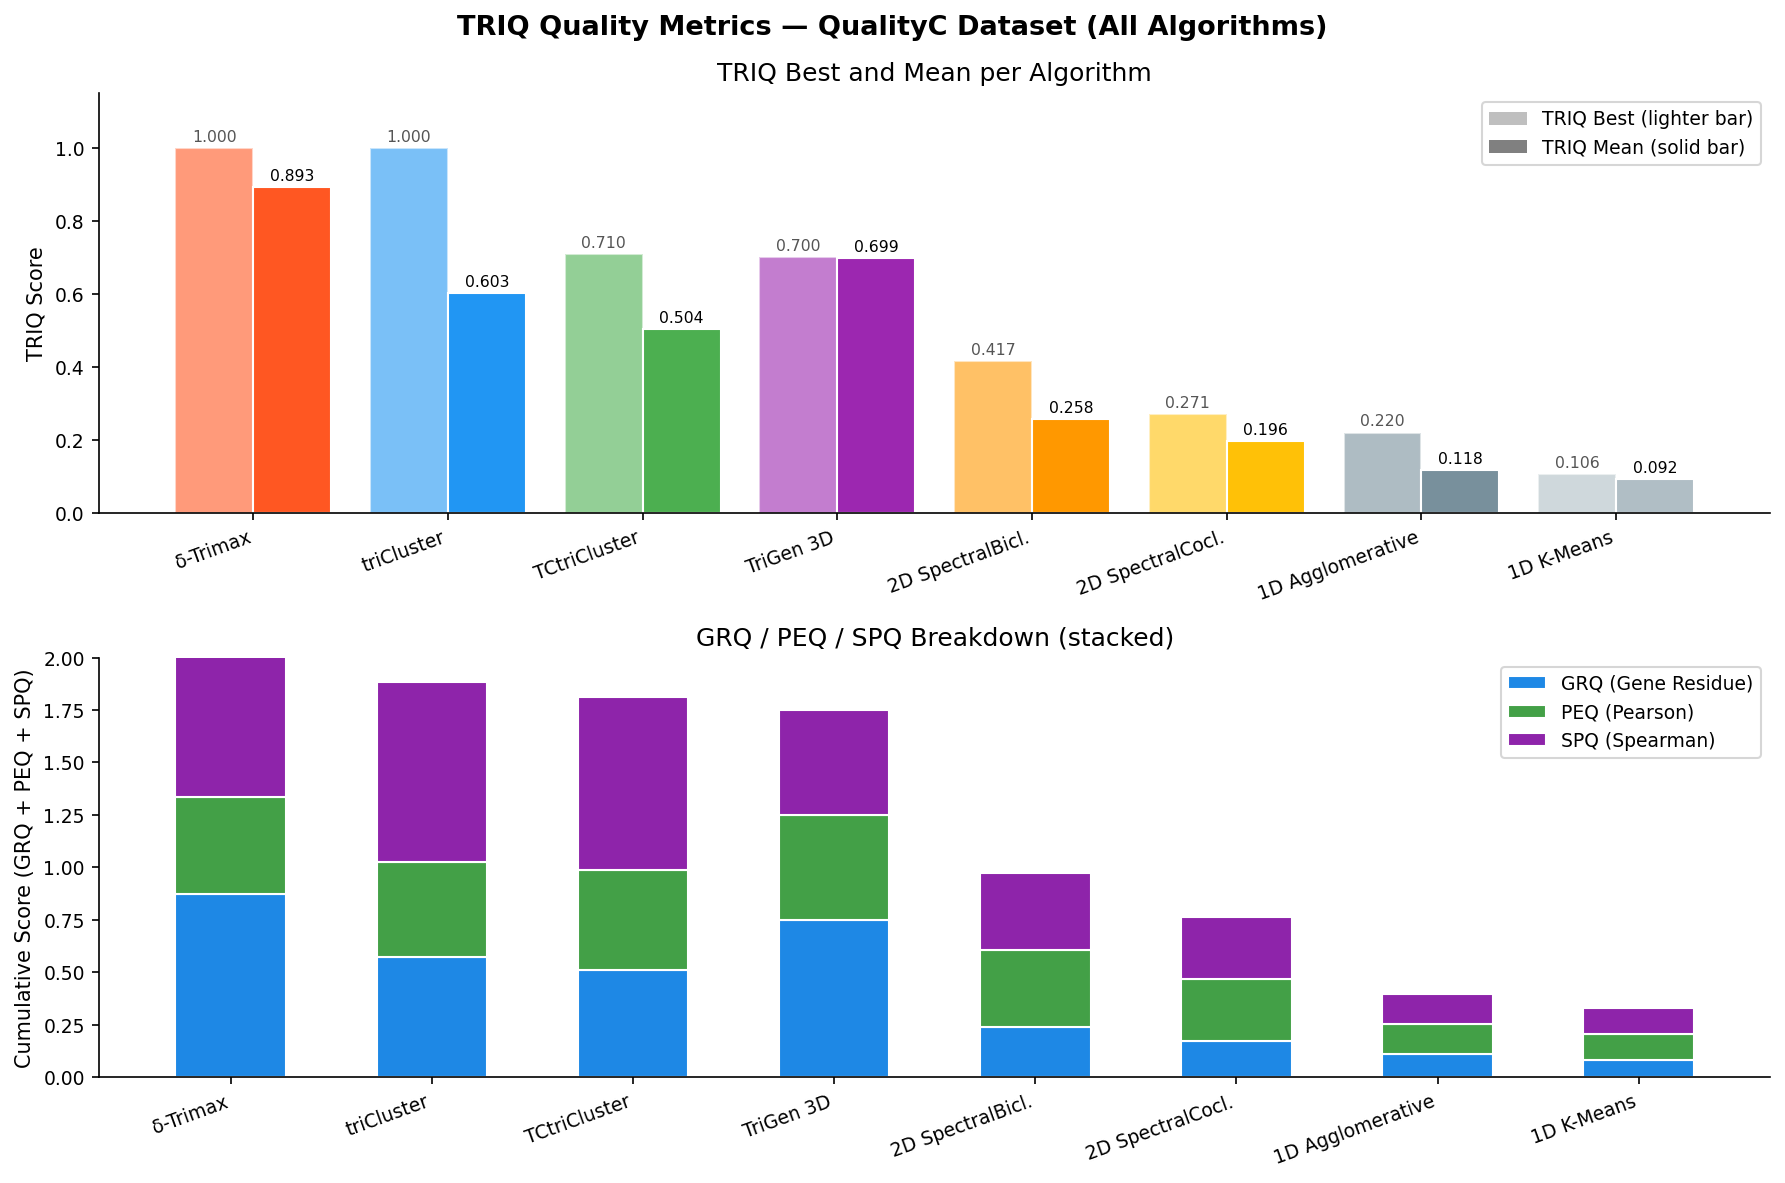 TRIQ Quality Metrics — QualityC Dataset (All Algorithms)
TRIQ Best and Mean per Algorithm
TRIQ Score
1.0
0.8
0.6
0.4
0.2
0.0
1.000
0.893
1.000
0.603
0.710
0.504
0.700
0.699
0.417
0.258
0.271
0.196
0.220
0.118
0.106
0.092
TRIQ Best (lighter bar)
TRIQ Mean (solid bar)
δ-Trimax
triCluster
TCtriCluster
TriGen 3D
2D SpectralBicl.
2D SpectralCocl.
1D Agglomerative
1D K-Means
GRQ / PEQ / SPQ Breakdown (stacked)
Cumulative Score (GRQ + PEQ + SPQ)
2.00
1.75
1.50
1.25
1.00
0.75
0.50
0.25
0.00
GRQ (Gene Residue)
PEQ (Pearson)
SPQ (Spearman)
δ-Trimax
triCluster
TCtriCluster
TriGen 3D
2D SpectralBicl.
2D SpectralCocl.
1D Agglomerative
1D K-Means